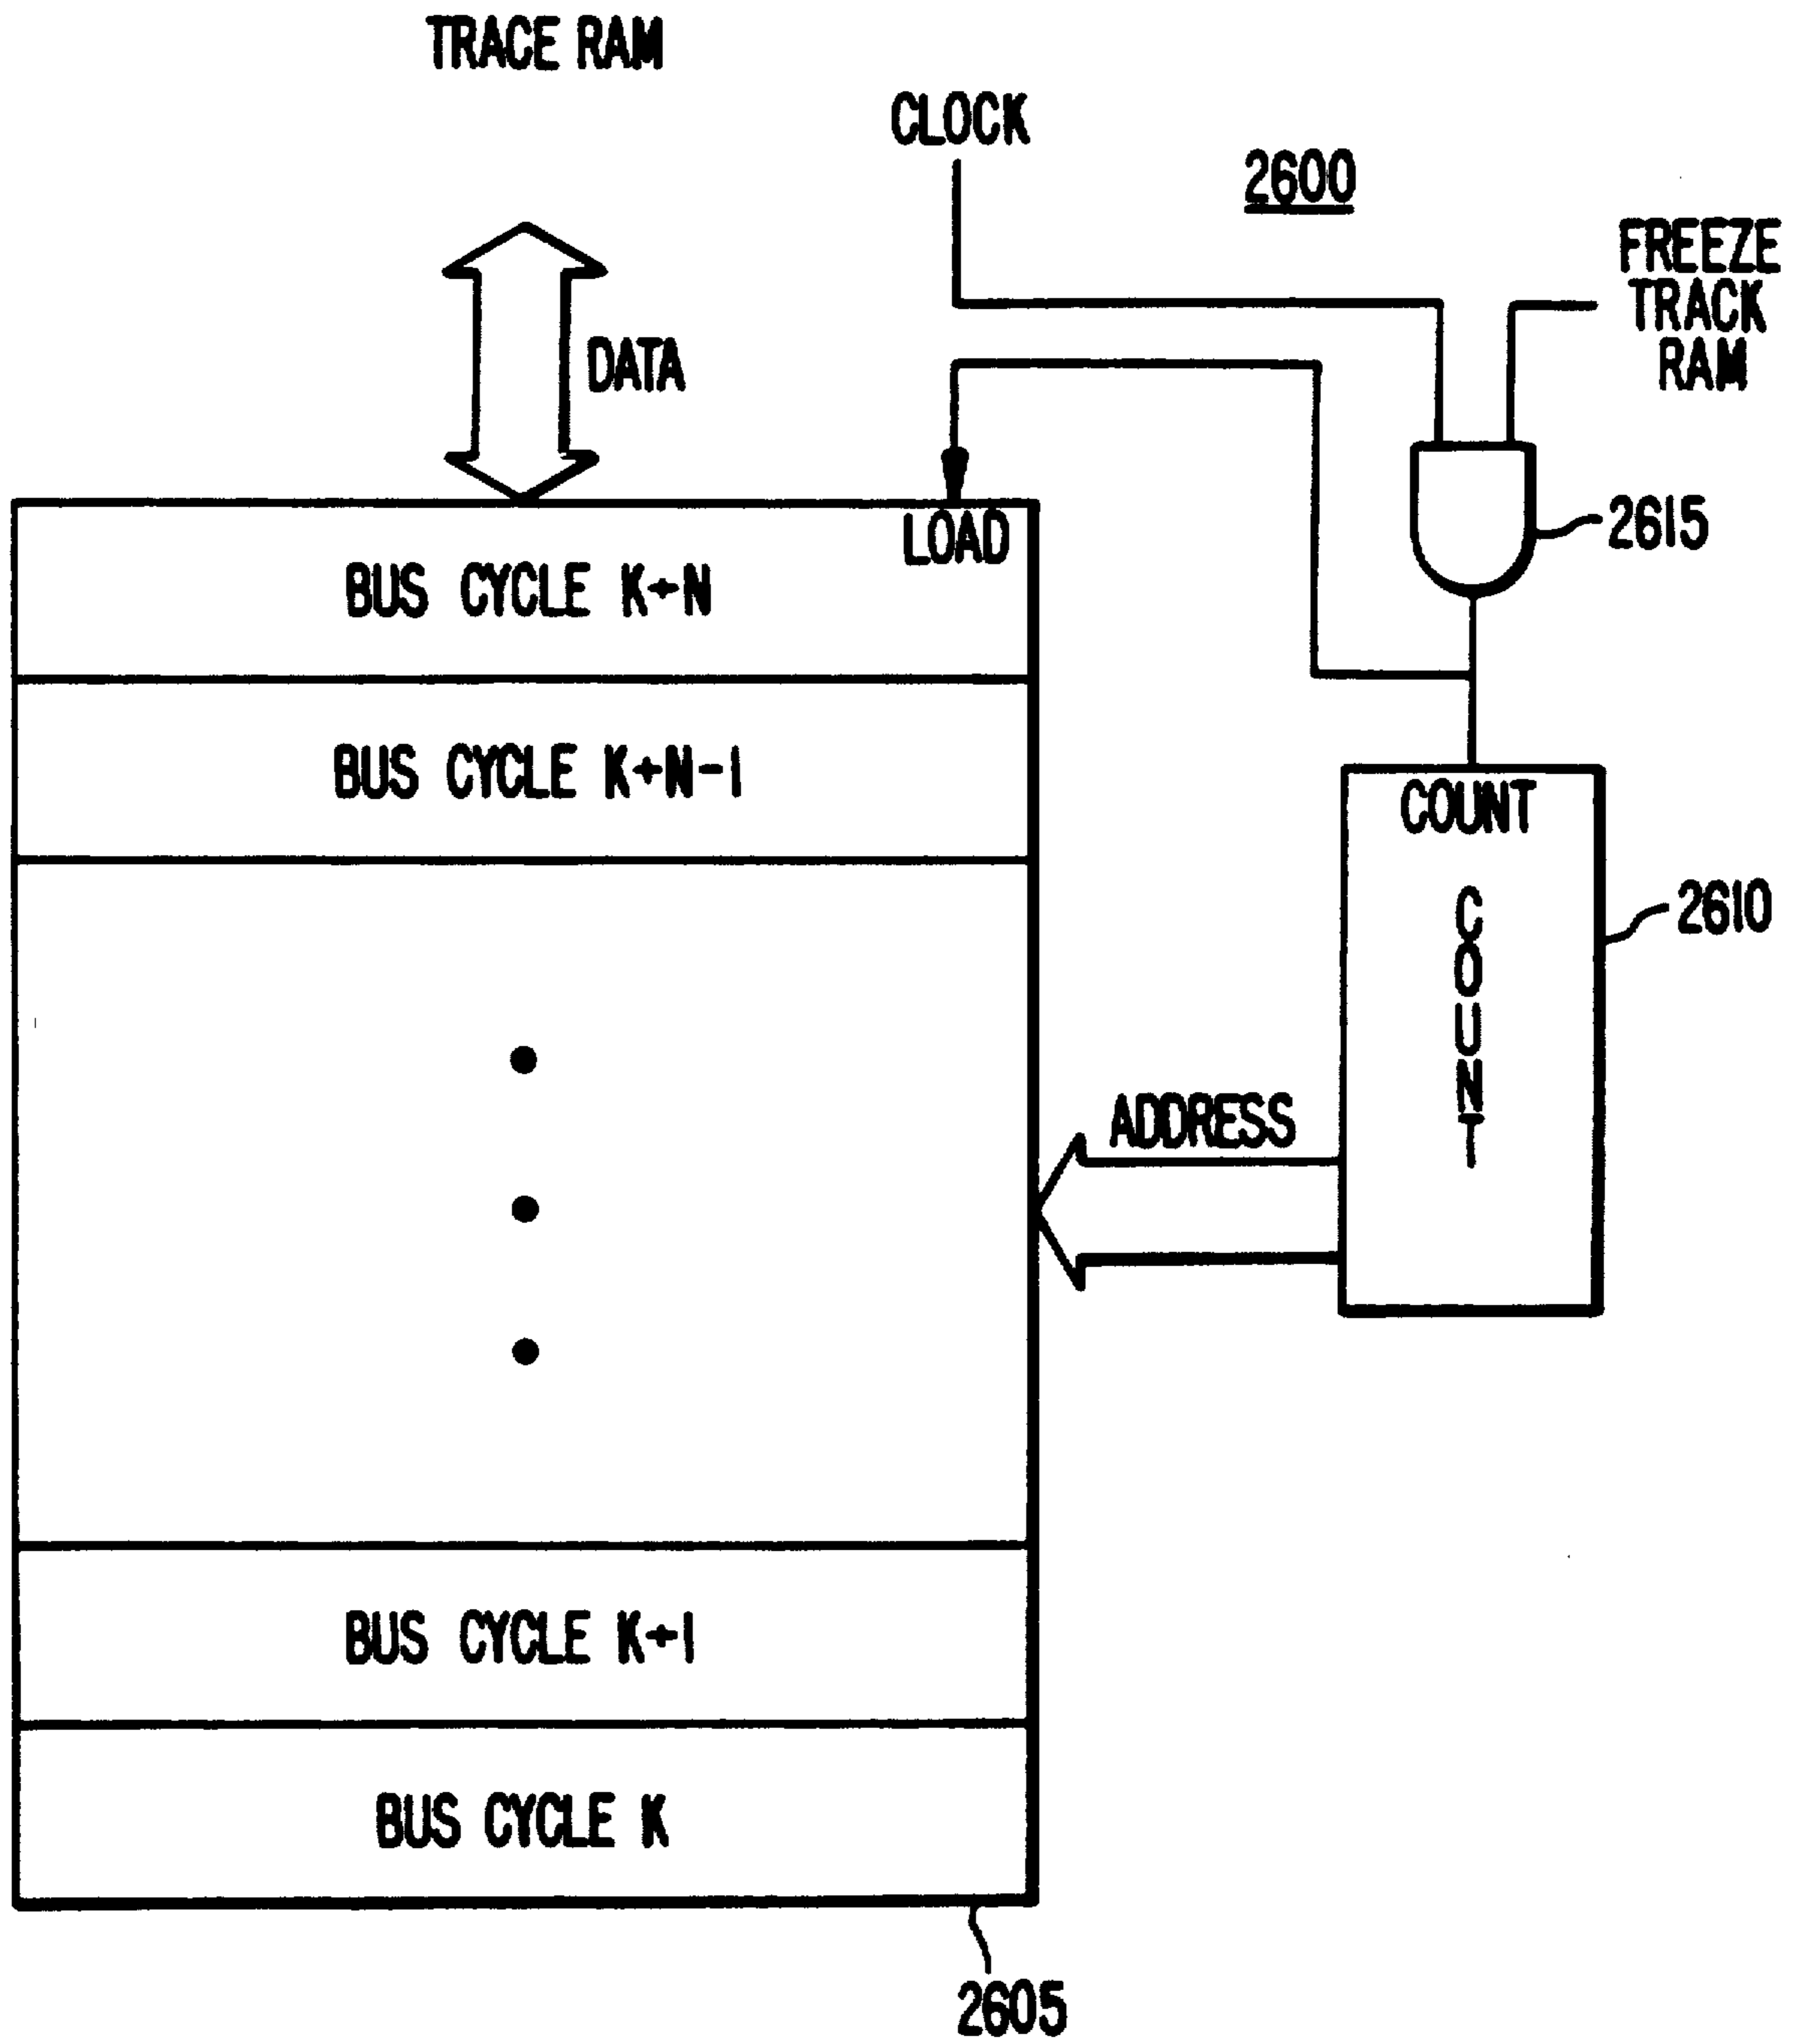 TRACE RAM
CLOCK
2600
FREEZE
TRACK
RAM
DATA
LOAD
2615
BUS CYCLE K+N
BUS CYCLE K+N-1
COUNT
COUNT
2610
ADDRESS
BUS CYCLE K+1
BUS CYCLE K
2605